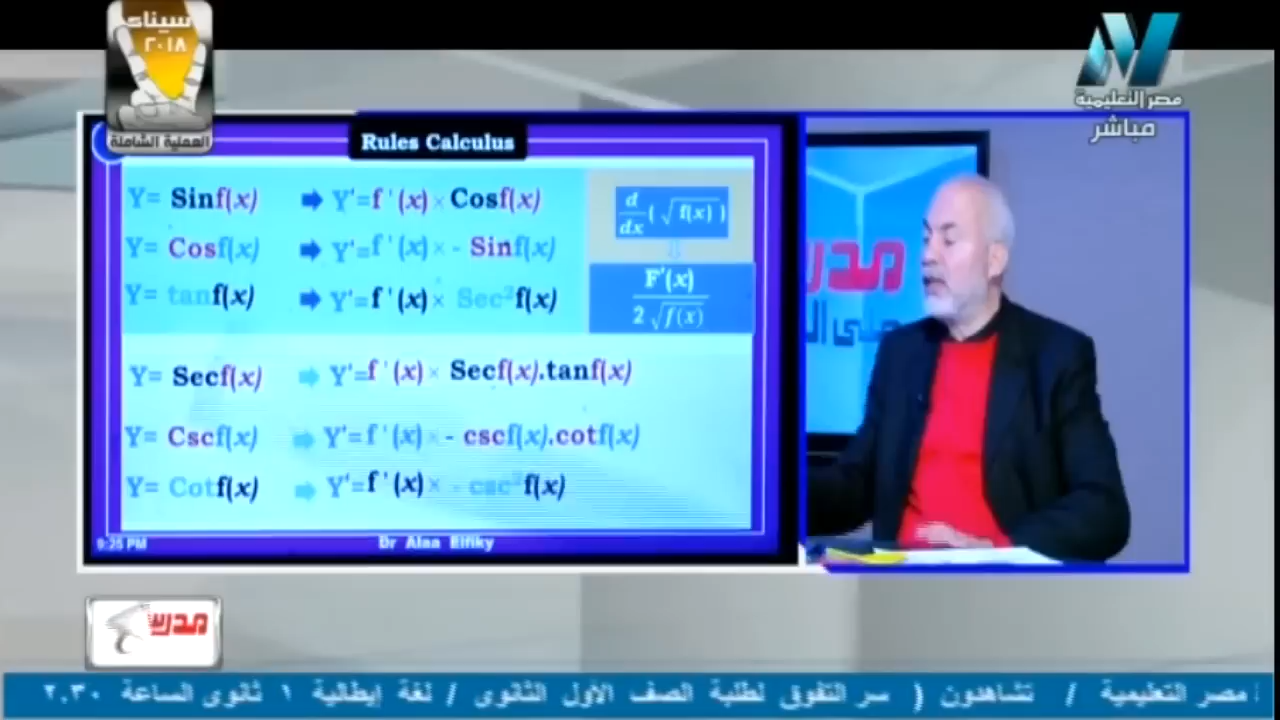 سيناء
٢٠١٨
العملية الشاملة
مصر التعليمية
مباشر
Rules Calculus
Y= Sinf(x) ➡ Y'=f '(x)× Cosf(x)
Y= Cosf(x) ➡ Y'=f '(x)× - Sinf(x)
Y= tanf(x) ➡ Y'=f '(x)× Sec²f(x)
d/dx ( √f(x) )
⇩
F'(x) / 2 √f(x)
Y= Secf(x) ➡ Y'=f '(x)× Secf(x).tanf(x)
Y= Cscf(x) ➡ Y'=f '(x)× - cscf(x).cotf(x)
Y= Cotf(x) ➡ Y'=f '(x)× - csc²f(x)
9:25 PM
Dr Alaa Elfiky
مدرس
على
مدرس
مصر التعليمية / تشاهدون ( سر التفوق لطلبة الصف الأول الثانوى / لغة إيطالية ١ ثانوى الساعة ٢.٣٠